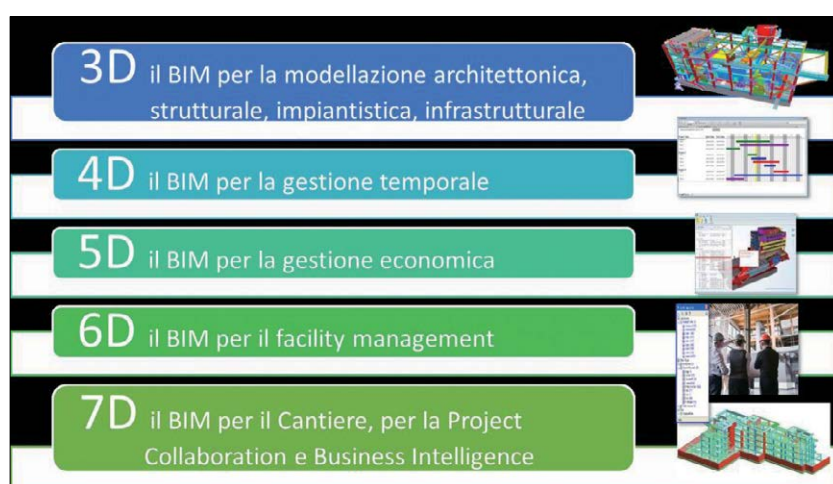 3D il BIM per la modellazione architettonica,
strutturale, impiantistica, infrastrutturale
4D il BIM per la gestione temporale
5D il BIM per la gestione economica
6D il BIM per il facility management
7D il BIM per il Cantiere, per la Project
Collaboration e Business Intelligence